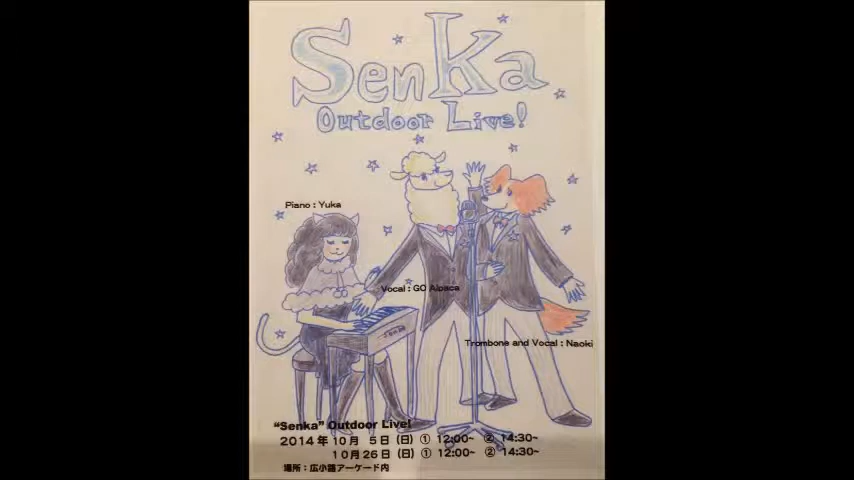 SenKa
Outdoor Live!
Piano : Yuka
Vocal : GO Alpaca
Trombone and Vocal : Naoki
“Senka” Outdoor Live!
2014年 10月 5日 (日) ① 12:00~ ② 14:30~
10月 26日 (日) ① 12:00~ ② 14:30~
場所：広小路アーケード内